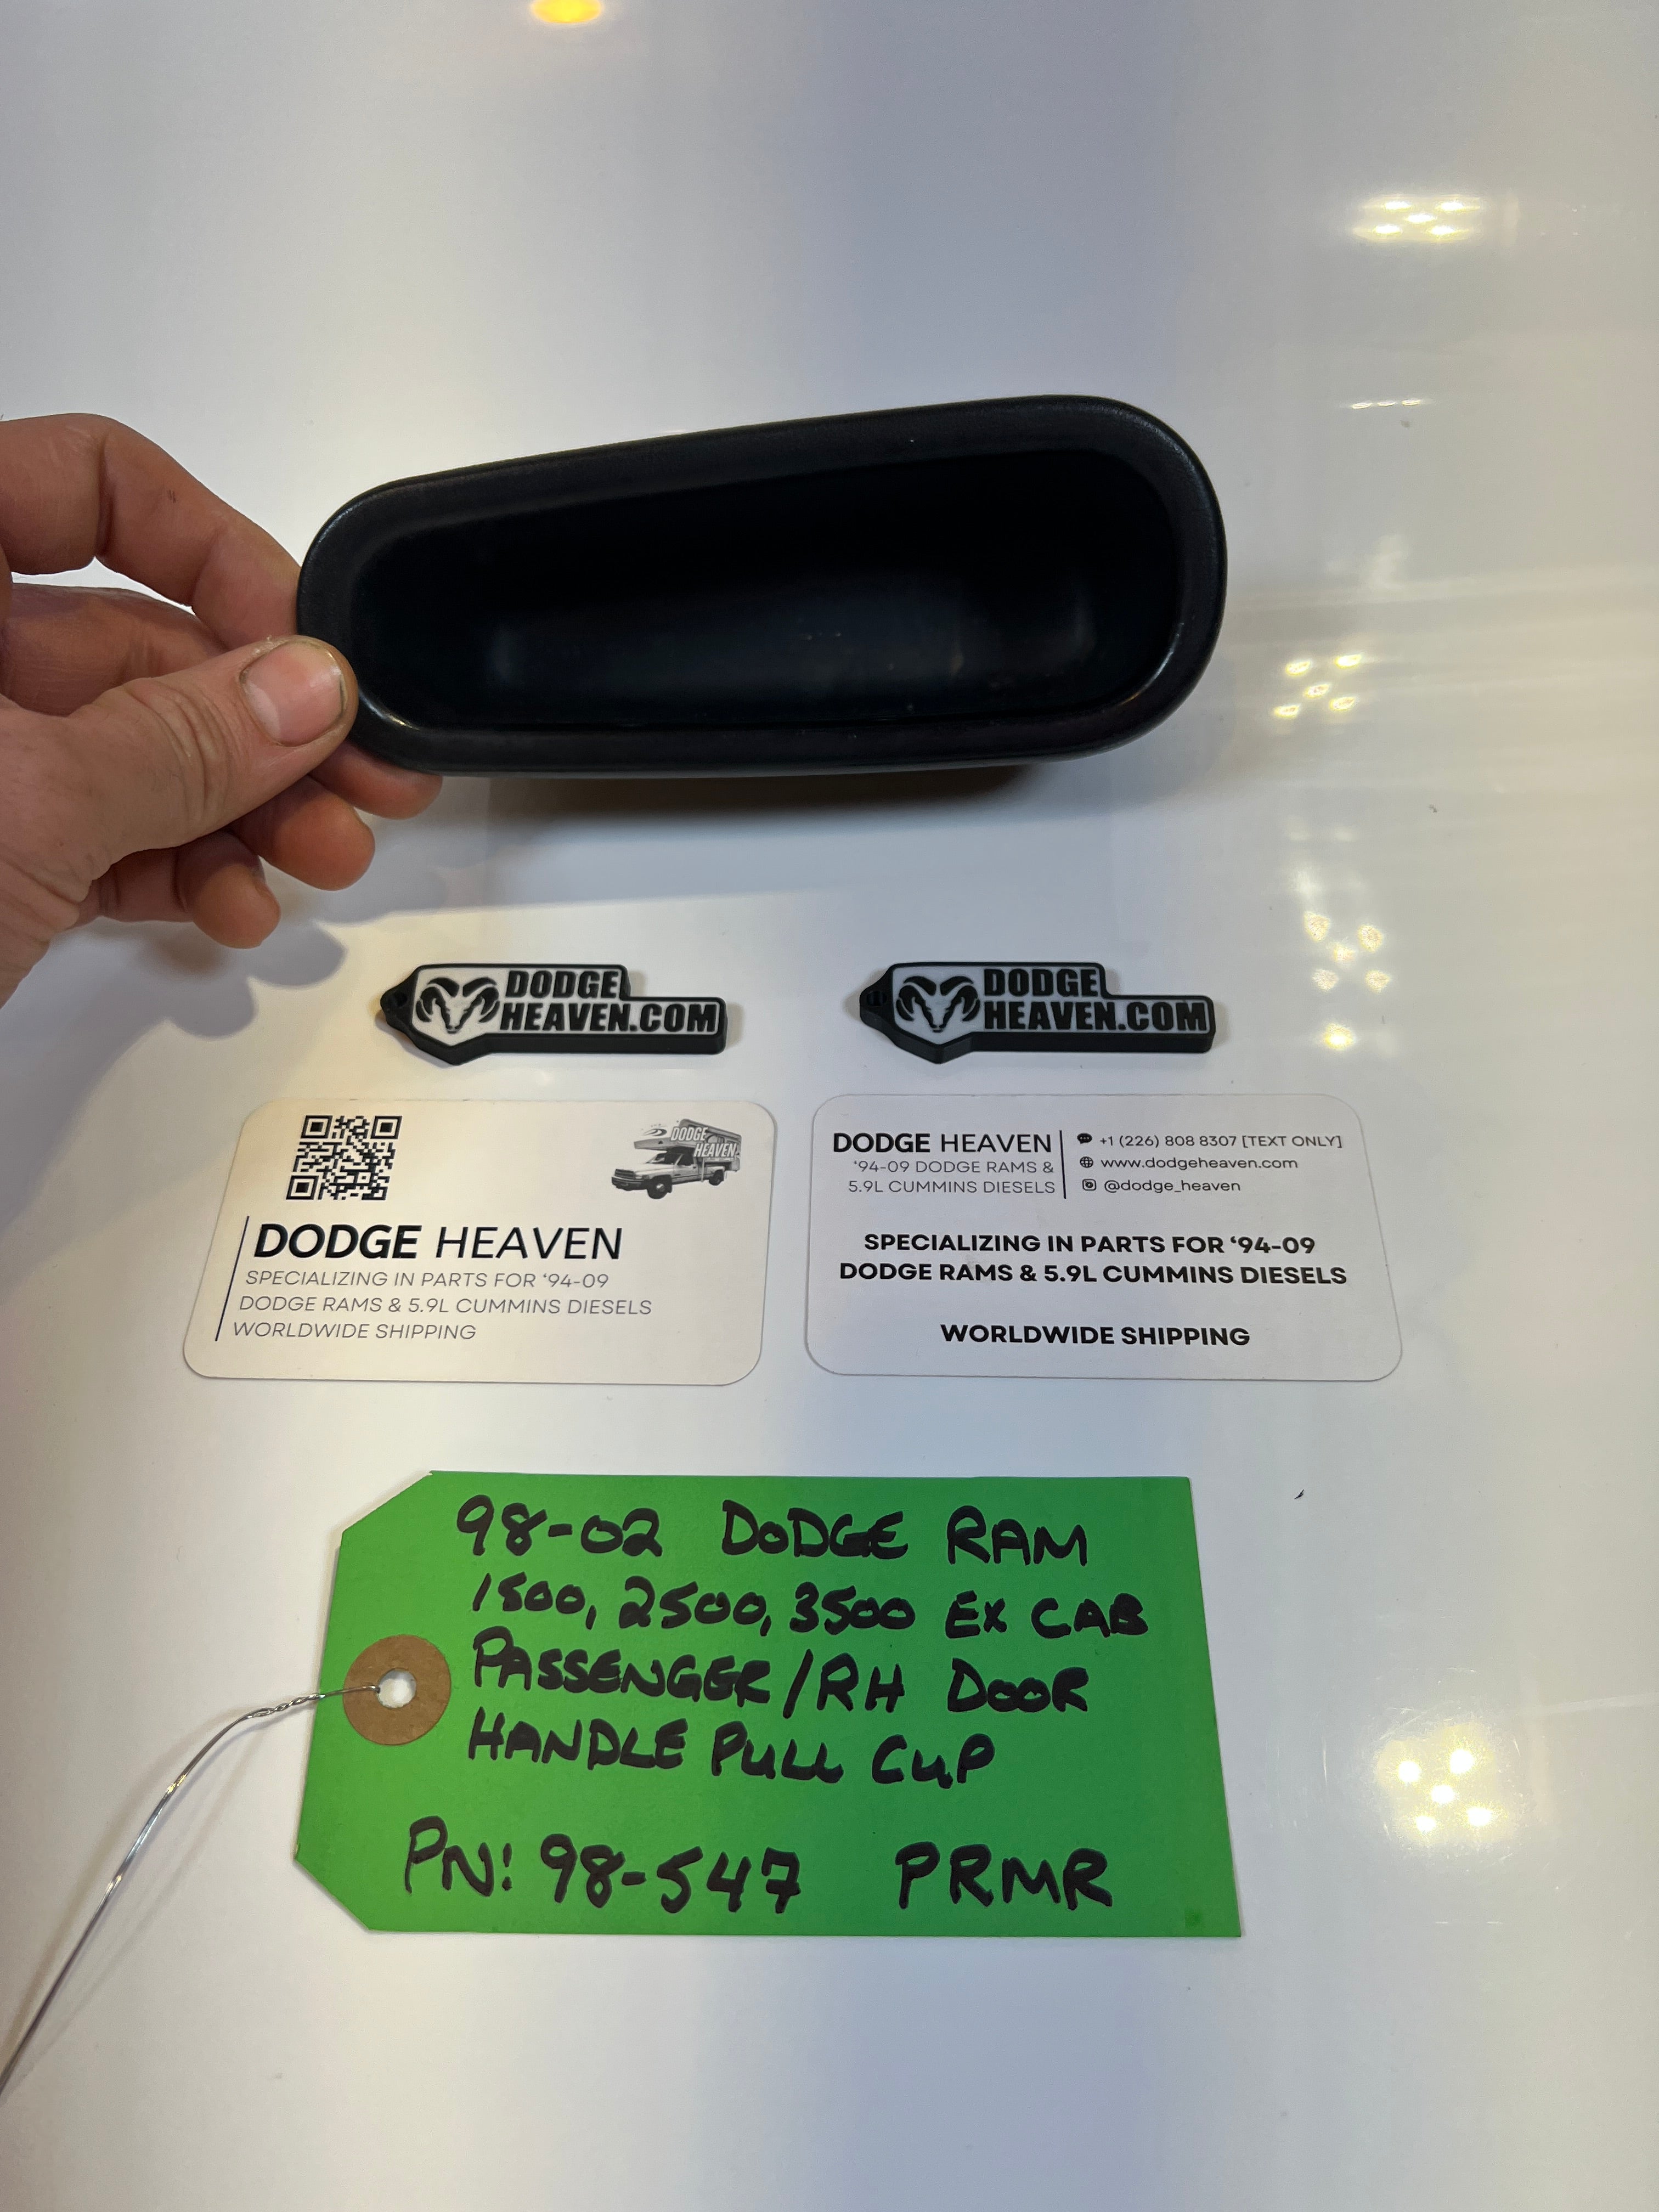 DODGE
HEAVEN.COM
DODGE
HEAVEN.COM
DODGE
HEAVEN
DODGE HEAVEN
SPECIALIZING IN PARTS FOR ‘94-09
DODGE RAMS & 5.9L CUMMINS DIESELS
WORLDWIDE SHIPPING
DODGE HEAVEN
‘94-09 DODGE RAMS &
5.9L CUMMINS DIESELS
+1 (226) 808 8307 [TEXT ONLY]
www.dodgeheaven.com
@dodge_heaven
SPECIALIZING IN PARTS FOR ‘94-09
DODGE RAMS & 5.9L CUMMINS DIESELS
WORLDWIDE SHIPPING
98-02 DODGE RAM
1500, 2500, 3500 EX CAB
PASSENGER/RH DOOR
HANDLE PULL CUP
PN: 98-547 PRMR